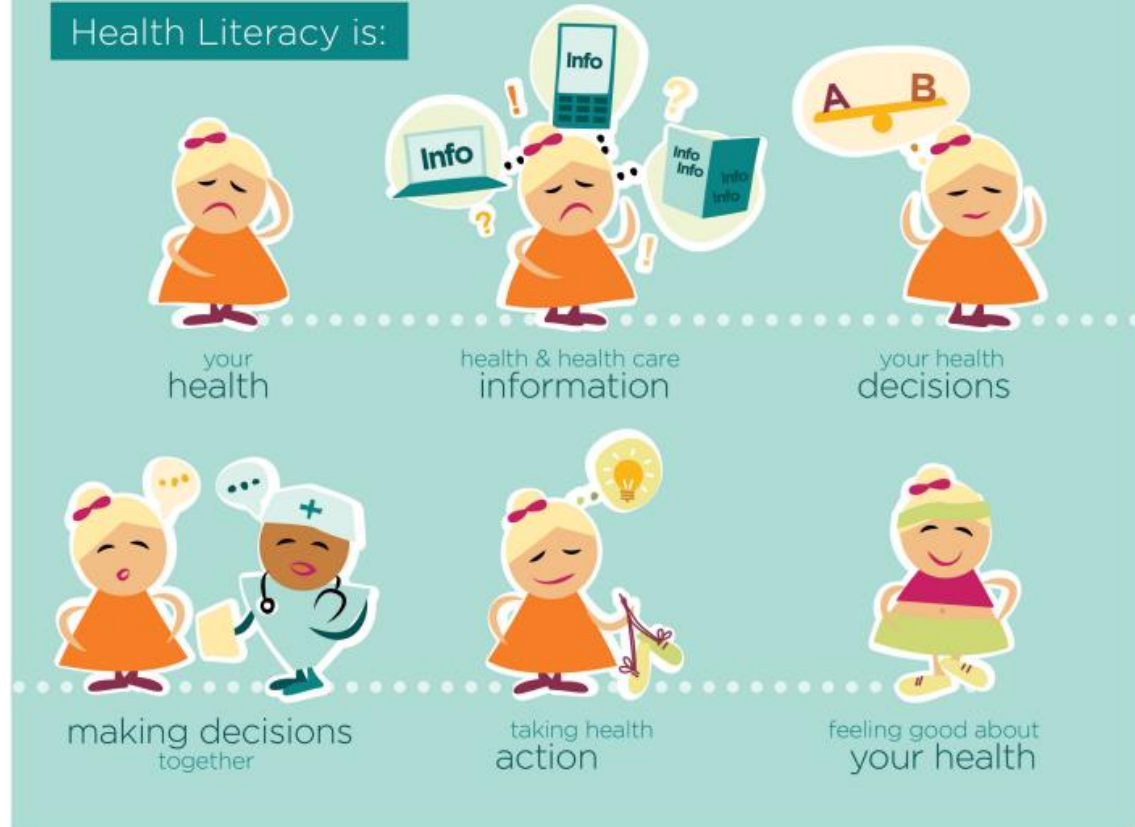 Health Literacy is:
Info
Info
Info
Info
Info
Info
A B
your
health
health & health care
information
your health
decisions
making decisions
together
taking health
action
feeling good about
your health